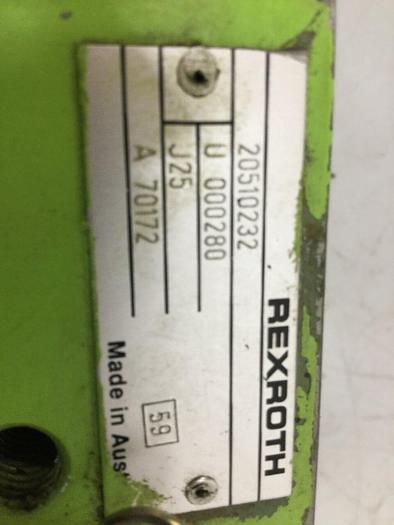 REXROTH
20510232
U 000280
J25
A 70172
59
Made in Aus